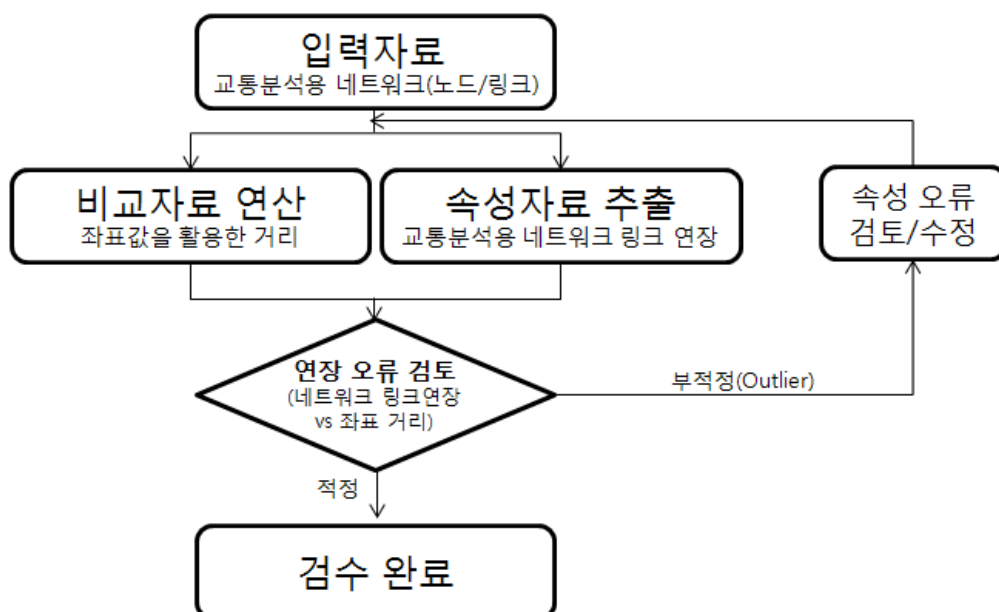 입력자료
교통분석용 네트워크(노드/링크)
비교자료 연산
좌표값을 활용한 거리
속성자료 추출
교통분석용 네트워크 링크 연장
속성 오류
검토/수정
연장 오류 검토
(네트워크 링크연장
vs 좌표 거리)
부적정(Outlier)
적정
검수 완료